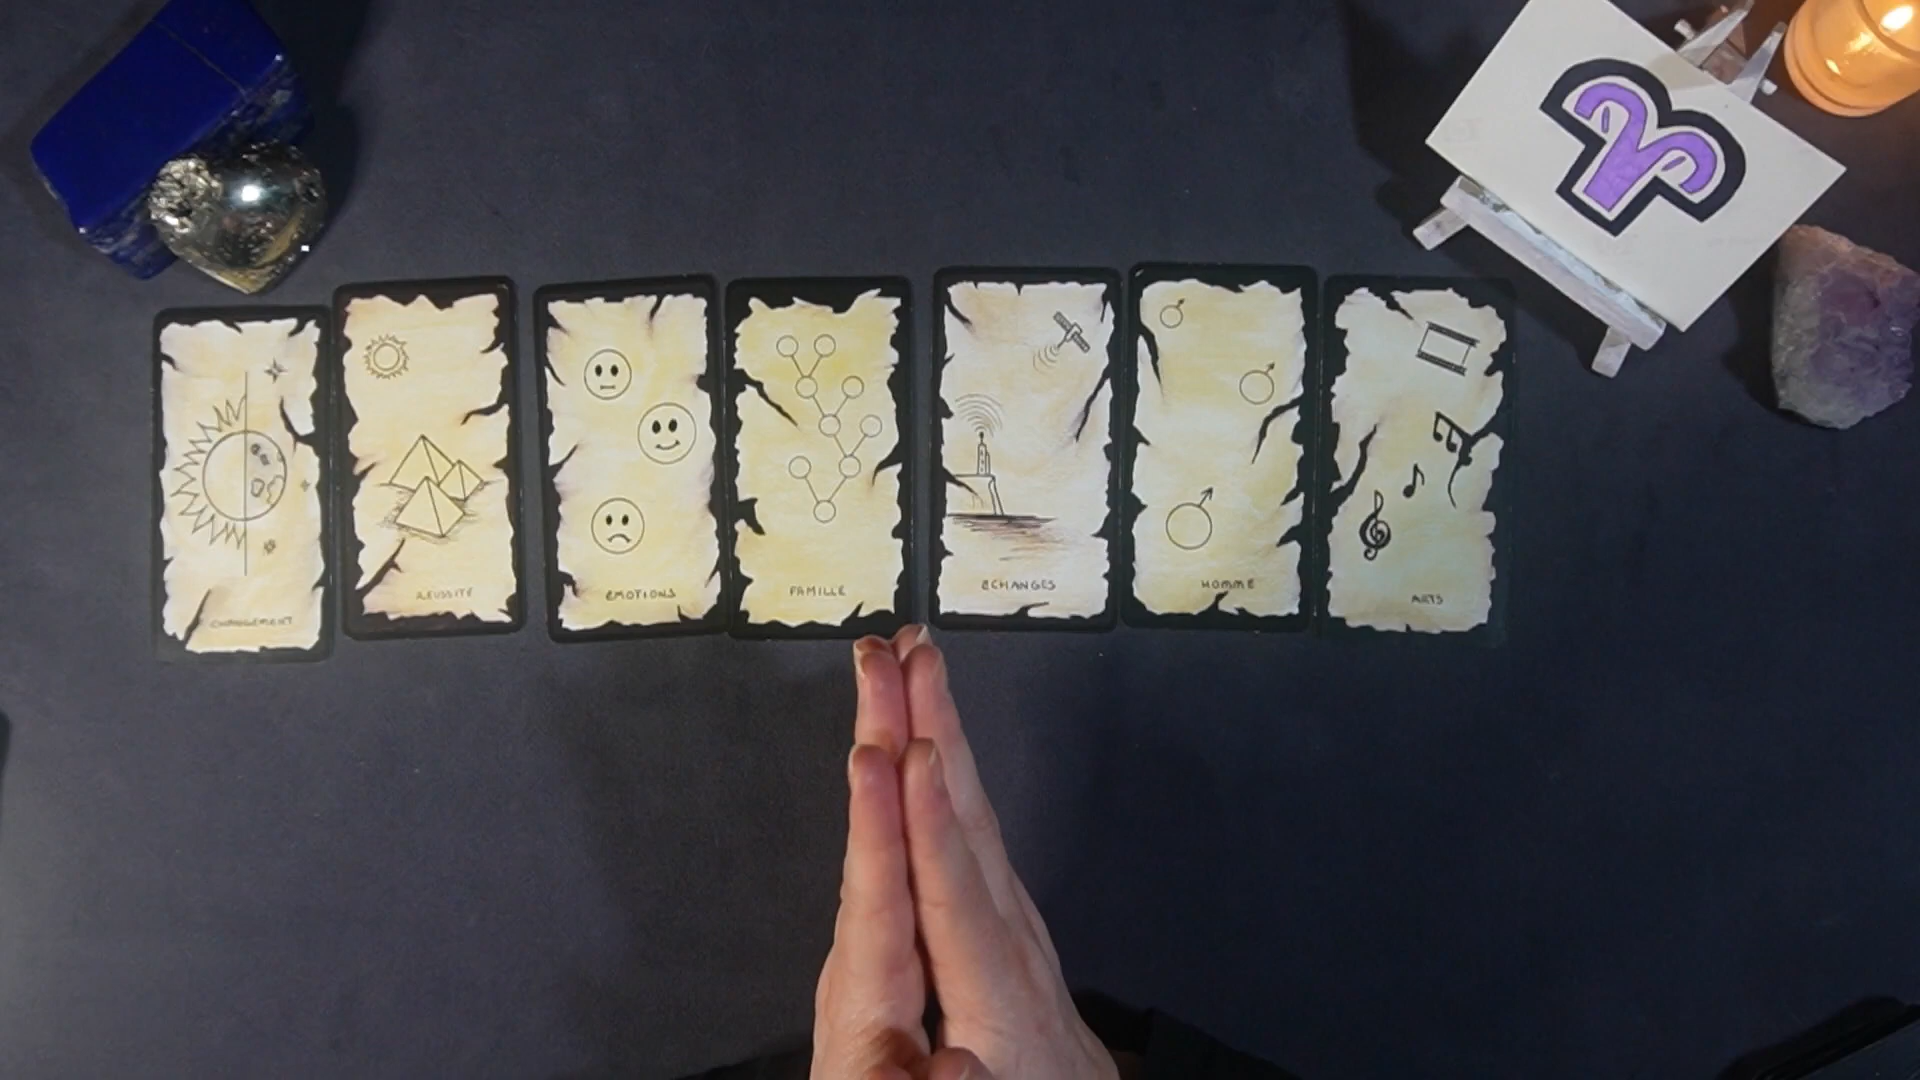 CHANGEMENT
REUSSITE
EMOTIONS
FAMILLE
ECHANGES
HOMME
ARTS